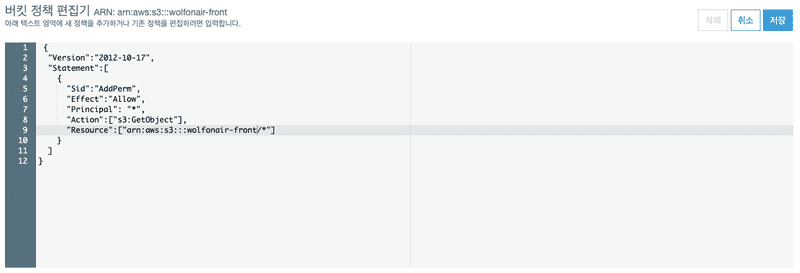 버킷 정책 편집기 ARN: arn:aws:s3:::wolfonair-front
아래 텍스트 영역에 새 정책을 추가하거나 기존 정책을 편집하려면 입력합니다.
삭제 취소 저장
1 {
2 "Version":"2012-10-17",
3 "Statement":[
4 {
5 "Sid":"AddPerm",
6 "Effect":"Allow",
7 "Principal": "*",
8 "Action":["s3:GetObject"],
9 "Resource":["arn:aws:s3:::wolfonair-front/*"]
10 }
11 ]
12 }